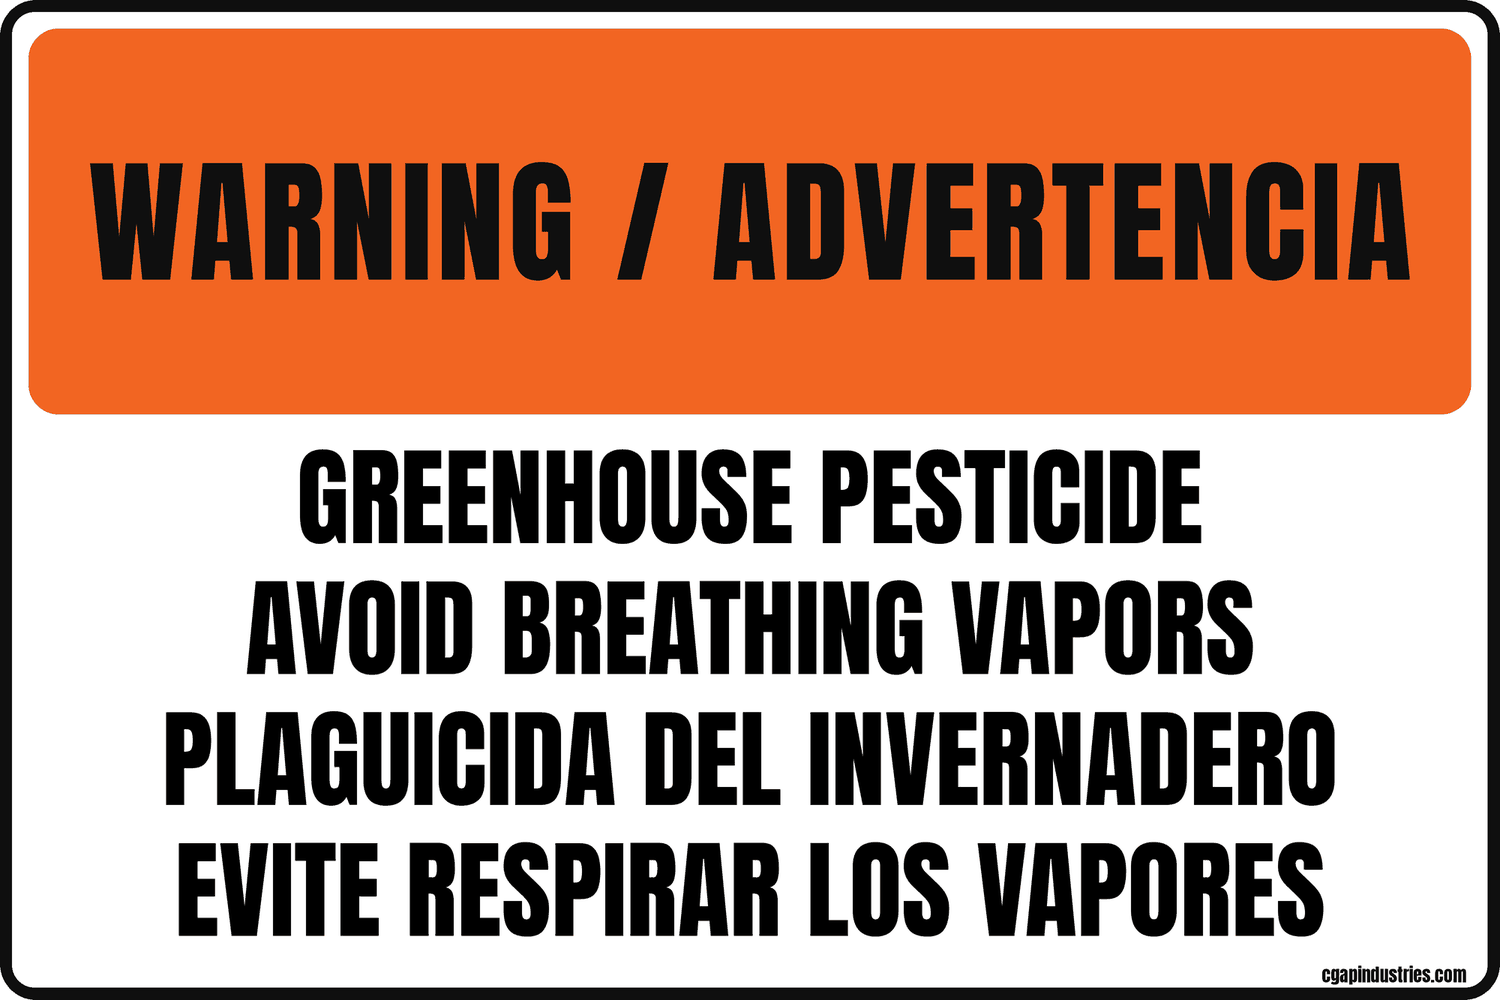 WARNING / ADVERTENCIA
GREENHOUSE PESTICIDE
AVOID BREATHING VAPORS
PLAGUICIDA DEL INVERNADERO
EVITE RESPIRAR LOS VAPORES
cgapindustries.com